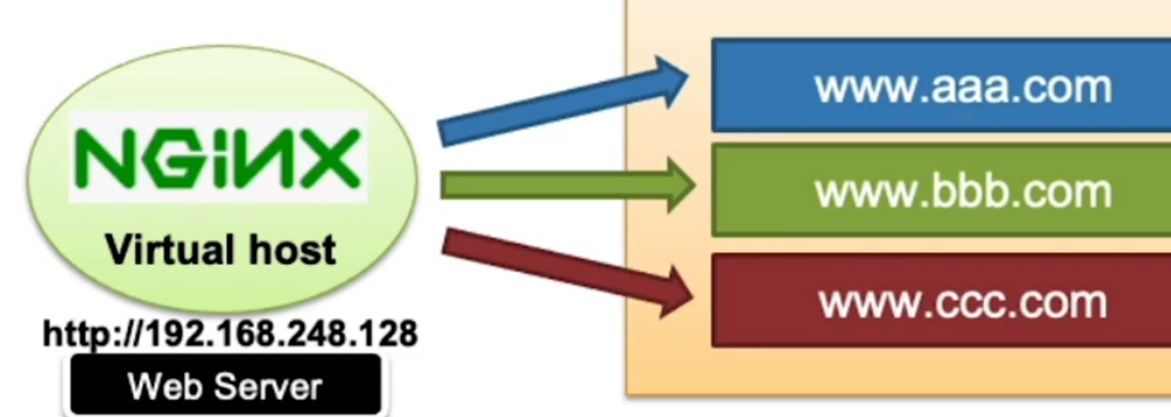 NGiNX
Virtual host
http://192.168.248.128
Web Server
www.aaa.com
www.bbb.com
www.ccc.com